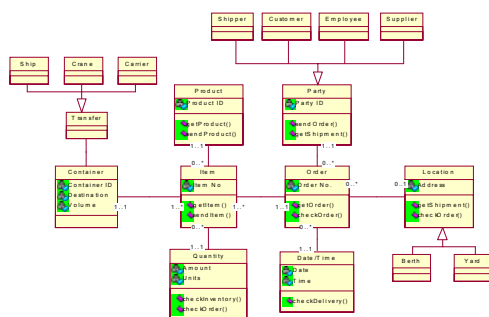 Shipper Customer Employee Supplier
Ship Crane Carrier
Product
Product ID
getProduct()
sendProduct()
Party
Party ID
sendOrder()
getShipment()
Transfer
1..1 1..1
0..* 0..*
Container
Container ID
Destination
Volume
Item
Item No
getItem()
sendItem()
Order
Order No.
getOrder()
checkOrder()
Location
Address
getShipment()
checkOrder()
0..* 0..1
1..1 1..* 1..1
0..* 0..*
1..1 1..1
Quantity
Amount
Units
checkInventory()
checkOrder()
Date/Time
Date
Time
checkDelivery()
Berth Yard